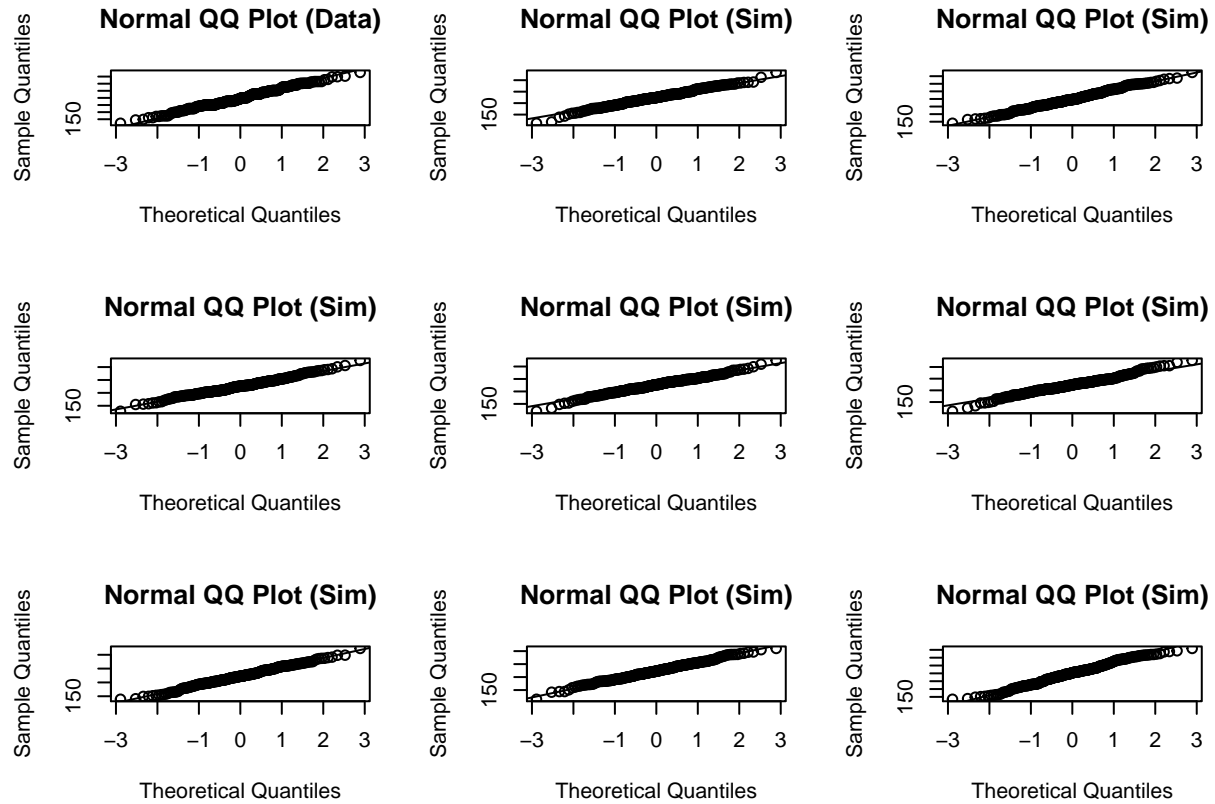 Normal QQ Plot (Data)
Sample Quantiles
150
−3 −1 0 1 2 3
Theoretical Quantiles
Normal QQ Plot (Sim)
Sample Quantiles
150
−3 −1 0 1 2 3
Theoretical Quantiles
Normal QQ Plot (Sim)
Sample Quantiles
150
−3 −1 0 1 2 3
Theoretical Quantiles
Normal QQ Plot (Sim)
Sample Quantiles
150
−3 −1 0 1 2 3
Theoretical Quantiles
Normal QQ Plot (Sim)
Sample Quantiles
150
−3 −1 0 1 2 3
Theoretical Quantiles
Normal QQ Plot (Sim)
Sample Quantiles
150
−3 −1 0 1 2 3
Theoretical Quantiles
Normal QQ Plot (Sim)
Sample Quantiles
150
−3 −1 0 1 2 3
Theoretical Quantiles
Normal QQ Plot (Sim)
Sample Quantiles
150
−3 −1 0 1 2 3
Theoretical Quantiles
Normal QQ Plot (Sim)
Sample Quantiles
150
−3 −1 0 1 2 3
Theoretical Quantiles